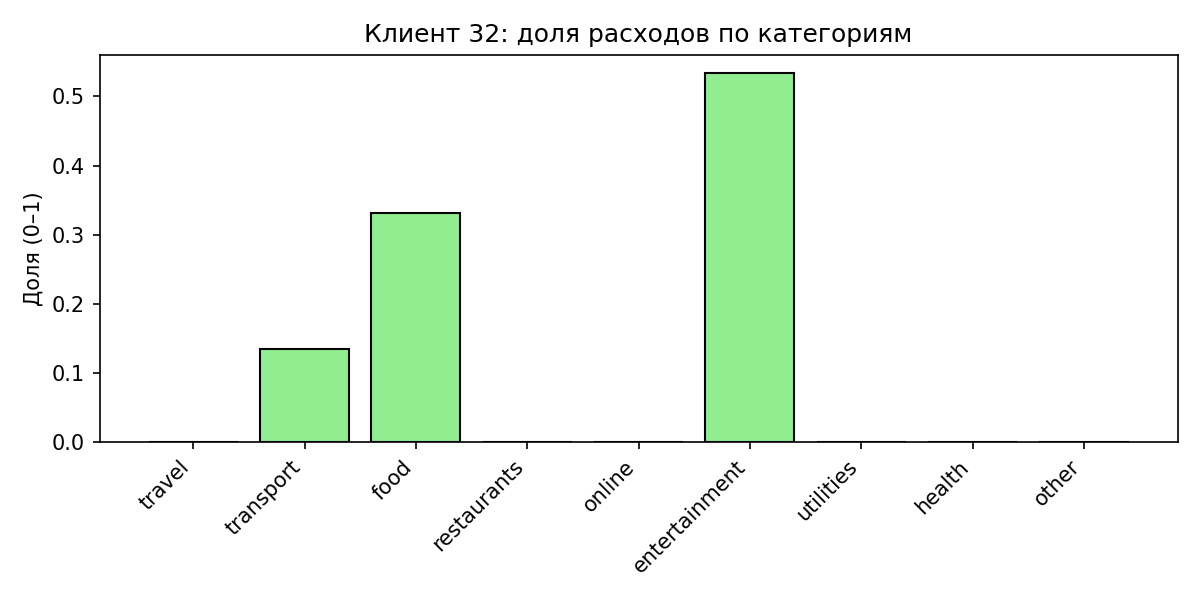 Клиент 32: доля расходов по категориям
Доля (0–1)
0.5
0.4
0.3
0.2
0.1
0.0
travel
transport
food
restaurants
online
entertainment
utilities
health
other